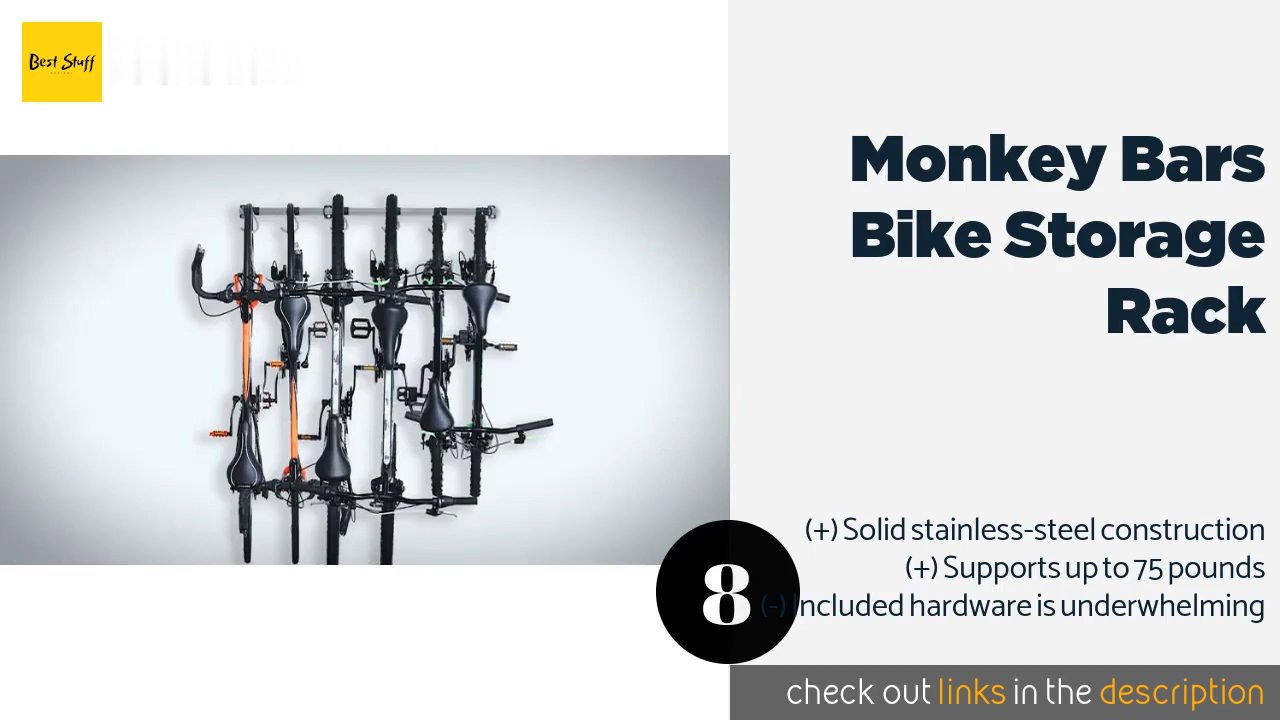 Best Stuff
Monkey Bars
Bike Storage
Rack
(+) Solid stainless-steel construction
(+) Supports up to 75 pounds
(-) Included hardware is underwhelming
8
check out links in the description